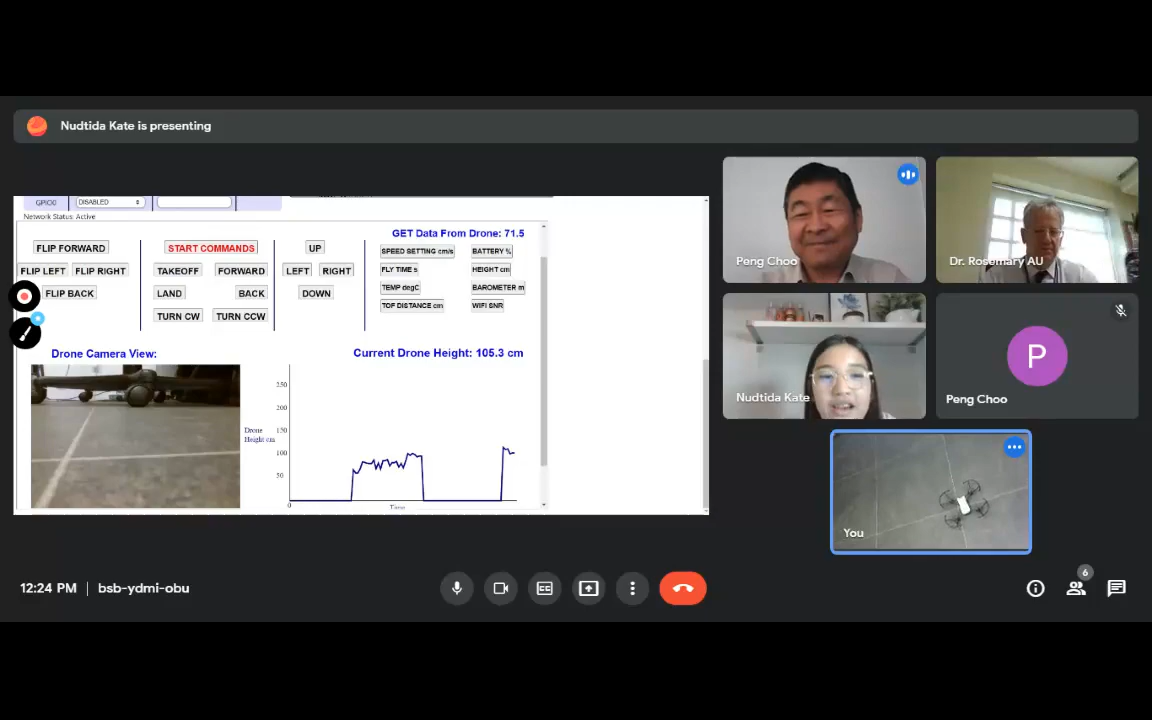 Nudtida Kate is presenting
GPIO0 DISABLED
Network Status: Active
GET Data From Drone: 71.5
FLIP FORWARD START COMMANDS UP SPEED SETTING cm/s BATTERY %
FLIP LEFT FLIP RIGHT TAKEOFF FORWARD LEFT RIGHT FLY TIME s HEIGHT cm
FLIP BACK LAND BACK DOWN TEMP degC BAROMETER m
TURN CW TURN CCW TOF DISTANCE cm WIFI SNR
Drone Camera View: Current Drone Height: 105.3 cm
250
200
Drone 150
Height cm
100
50
0
Time
Peng Choo
Dr. Rosemary AU
Nudtida Kate
P
Peng Choo
You
12:24 PM | bsb-ydmi-obu
CC
6